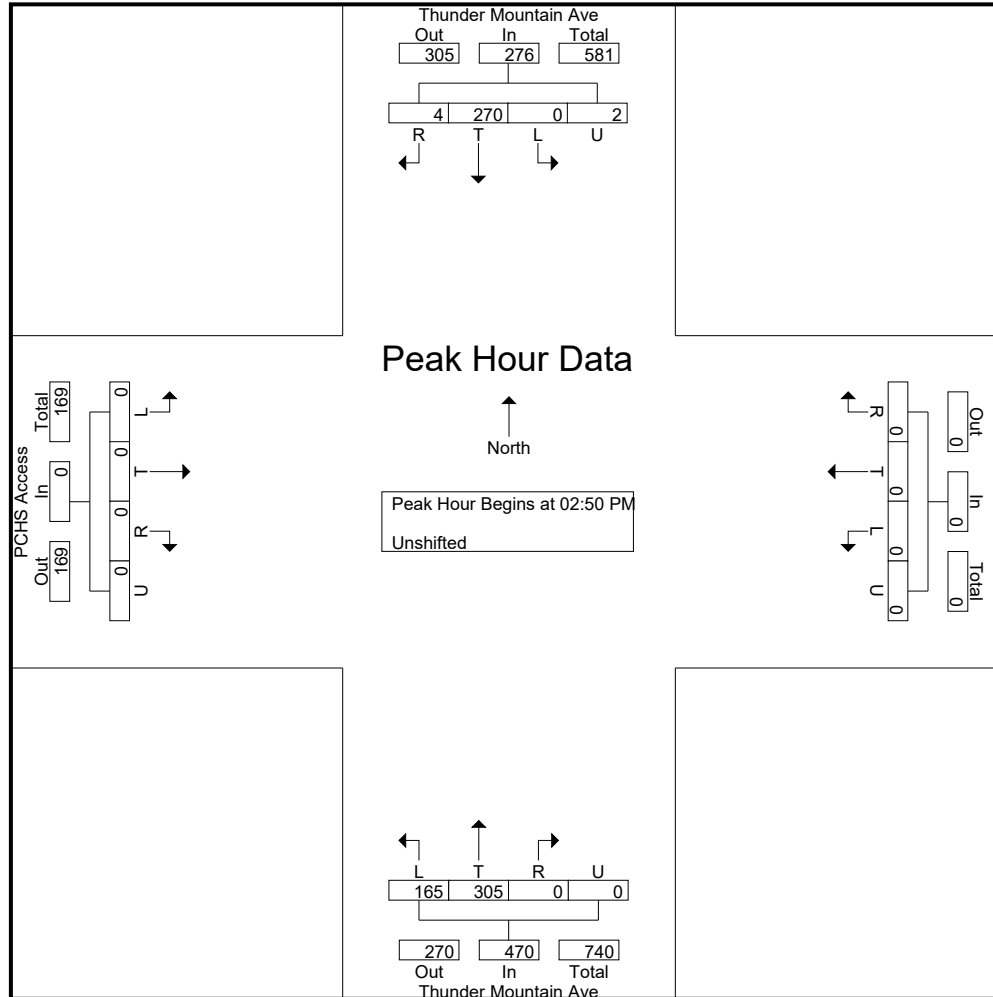 Thunder Mountain Ave
Out In Total
305 276 581
4 270 0 2
R T L U
Peak Hour Data
North
Peak Hour Begins at 02:50 PM
Unshifted
PCHS Access
Total In Out
169 0 169
0 0 0 0
L T R U
R T L U
0 0 0 0
Out In Total
0 0 0
L T R U
165 305 0 0
270 470 740
Out In Total
Thunder Mountain Ave